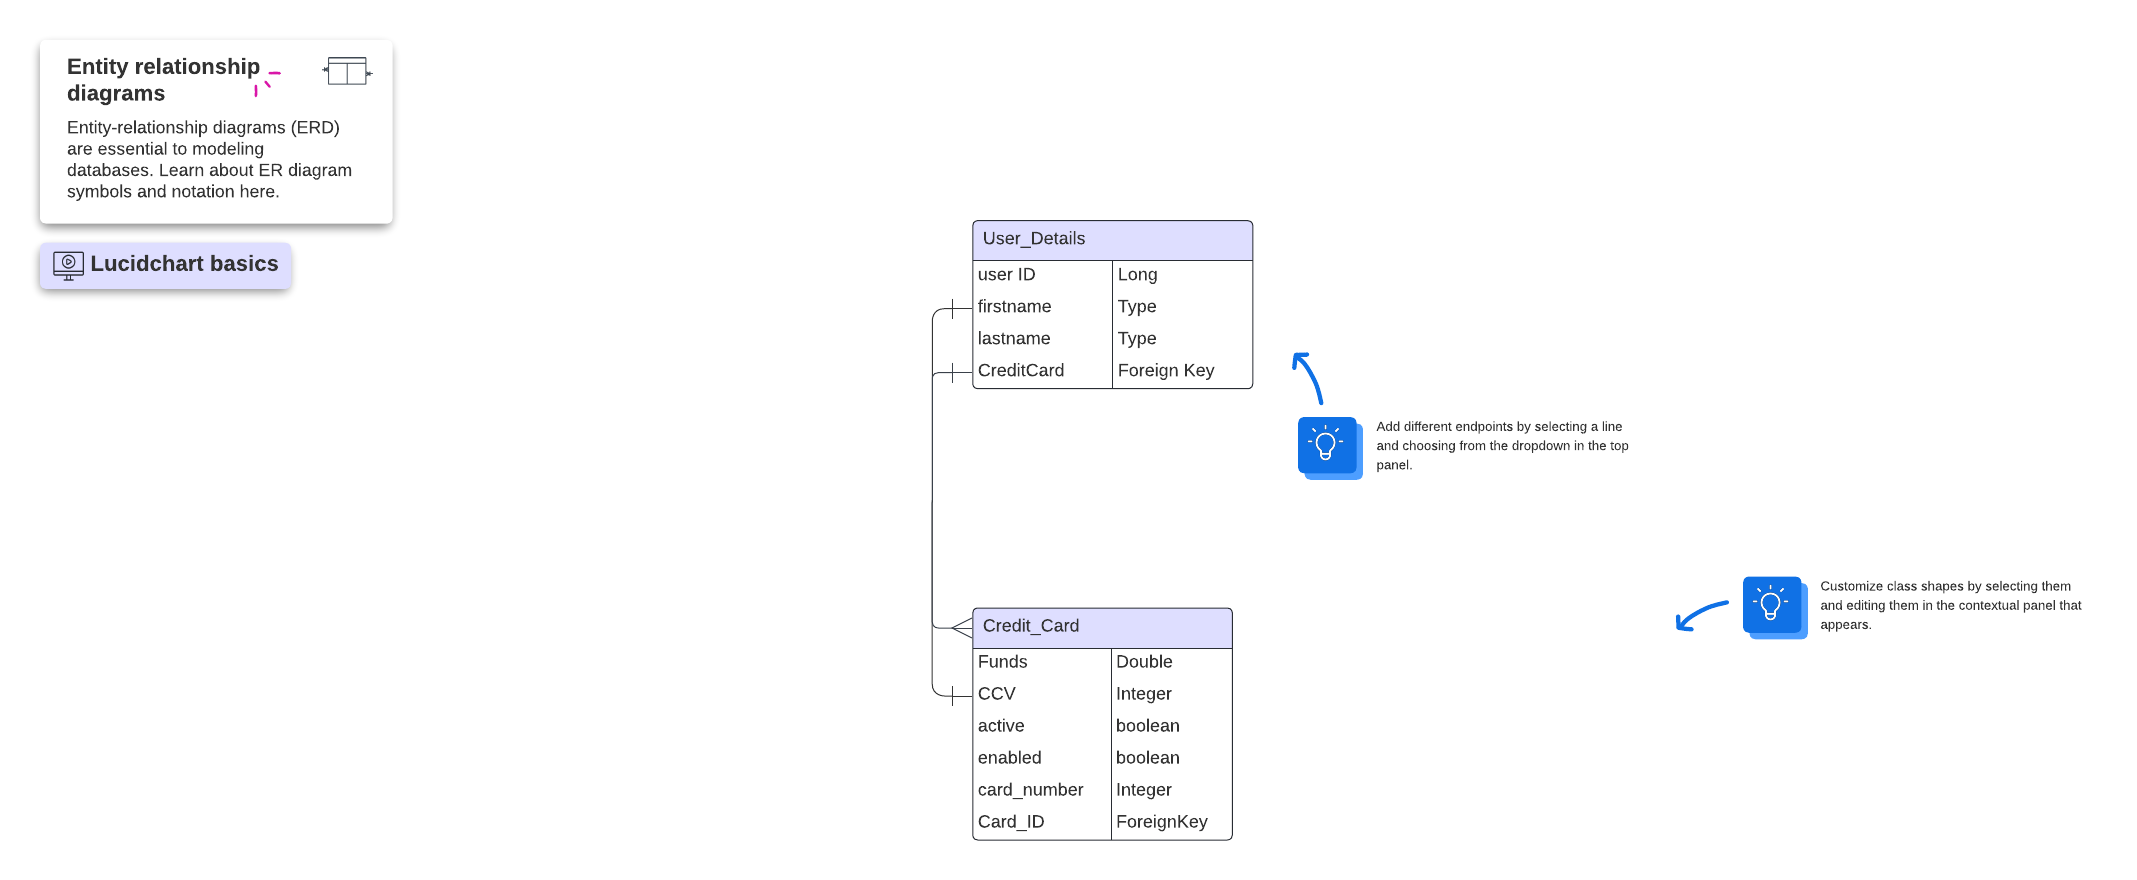 Entity relationship
diagrams
Entity-relationship diagrams (ERD)
are essential to modeling
databases. Learn about ER diagram
symbols and notation here.
Lucidchart basics
User_Details
user ID Long
firstname Type
lastname Type
CreditCard Foreign Key
Add different endpoints by selecting a line
and choosing from the dropdown in the top
panel.
Customize class shapes by selecting them
and editing them in the contextual panel that
appears.
Credit_Card
Funds Double
CCV Integer
active boolean
enabled boolean
card_number Integer
Card_ID ForeignKey